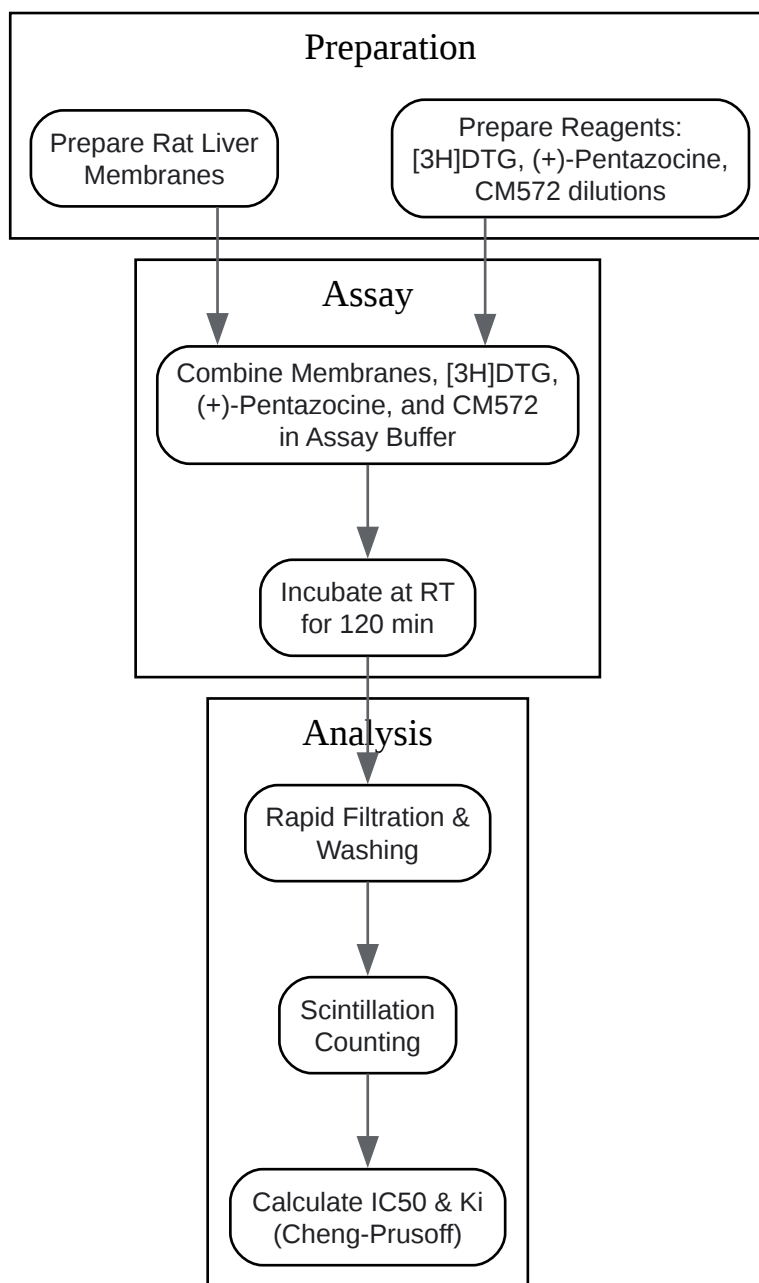 Preparation
Prepare Rat Liver
Membranes
Prepare Reagents:
[3H]DTG, (+)-Pentazocine,
CM572 dilutions
Assay
Combine Membranes, [3H]DTG,
(+)-Pentazocine, and CM572
in Assay Buffer
Incubate at RT
for 120 min
Analysis
Rapid Filtration &
Washing
Scintillation
Counting
Calculate IC50 & Ki
(Cheng-Prusoff)